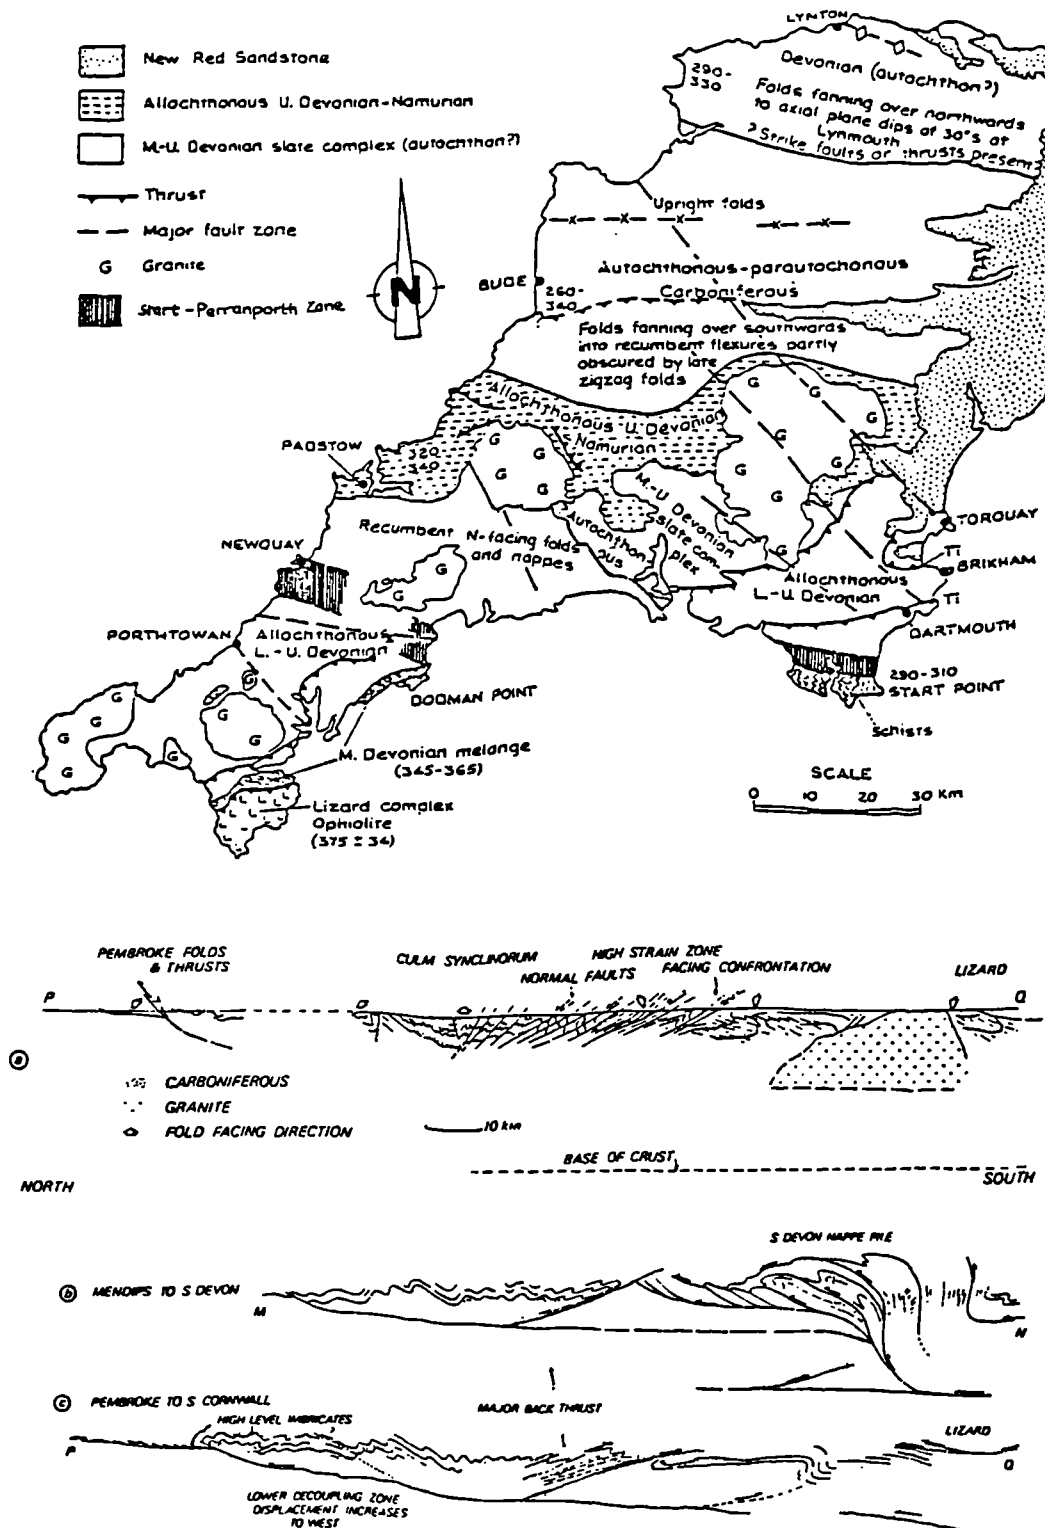 New Red Sandstone
Allochthonous U. Devonian-Namurian
M-U Devonian slate complex (autochthon?)
Thrust
Major fault zone
G Granite
Start-Perranporth Zone
N
LYNTON
Devonian (autochthon?)
290-
330
Folds fanning over northwards
to axial plane dips of 30°s at
Lynmouth
? Strike faults or thrusts present?
Upright folds
Autochthonous-parautochonous
Carboniferous
BUDE
260-
340
Folds fanning over southwards
into recumbent flexures partly
obscured by late
zigzag folds
Allochthonous U. Devonian
Namurian
G
G
G
G
G
G
G
PADSTOW
320
340
G
G
G
G
M-U Devonian
slate com-
plex
Autochthon
ous
Recumbent N-facing folds
and nappes
TORQUAY
T1
BRIKHAM
NEWQUAY
G
G
Allochthonous
L-U. Devonian
T1
DARTMOUTH
PORTHTOWAN
Allochthonous
L.-U. Devonian
290-310
START POINT
DODMAN POINT
Schists
G
G
G
G
G
G
G
G
M. Devonian melange
(345-365)
Lizard complex
Ophiolite
(375 ± 34)
SCALE
0 10 20 30 Km
PEMBROKE FOLDS
& THRUSTS
CULM SYNCLINORUM
HIGH STRAIN ZONE
NORMAL FAULTS
FACING CONFRONTATION
LIZARD
P
Q
a
CARBONIFEROUS
GRANITE
FOLD FACING DIRECTION
10 km
BASE OF CRUST
NORTH
SOUTH
S DEVON NAPPE PILE
b MENDIPS TO S DEVON
M
N
c PEMBROKE TO S CORNWALL
MAJOR BACK THRUST
HIGH LEVEL IMBRICATES
LIZARD
P
Q
LOWER DECOUPLING ZONE
DISPLACEMENT INCREASES
TO WEST